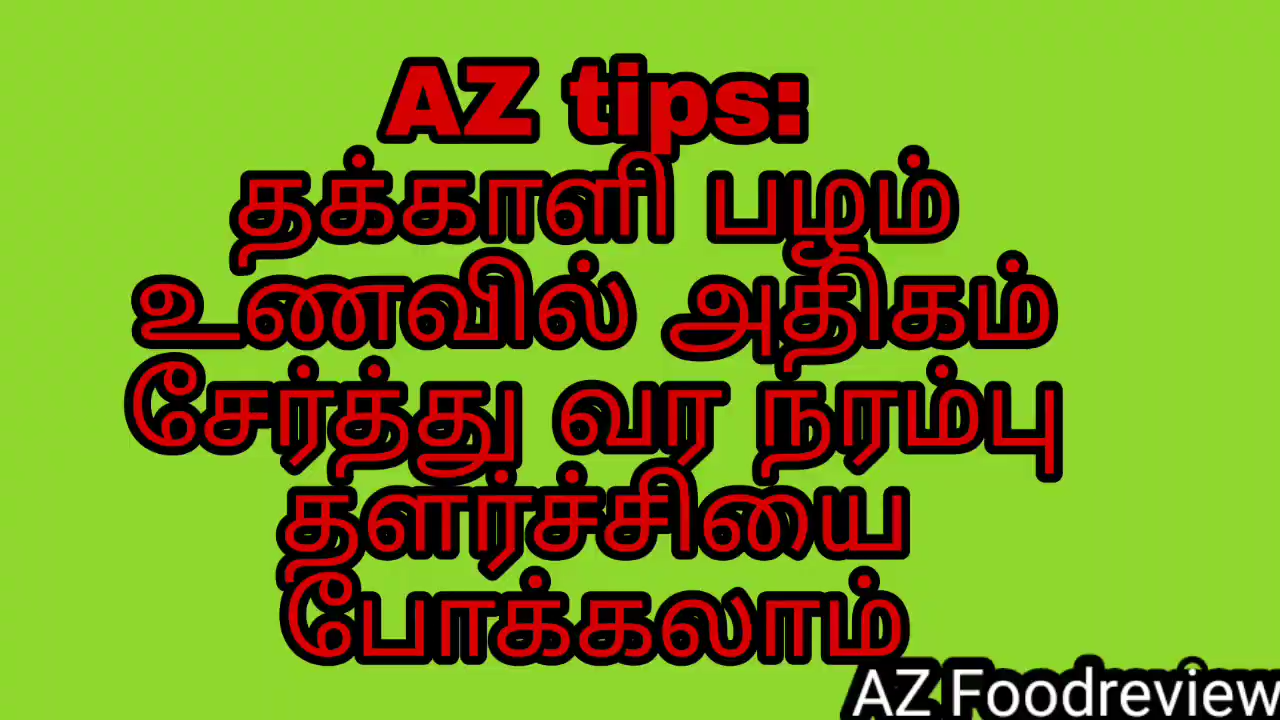 AZ tips:
தக்காளி பழம்
உணவில் அதிகம்
சேர்த்து வர நரம்பு
தளர்ச்சியை
போக்கலாம்
AZ Foodreview